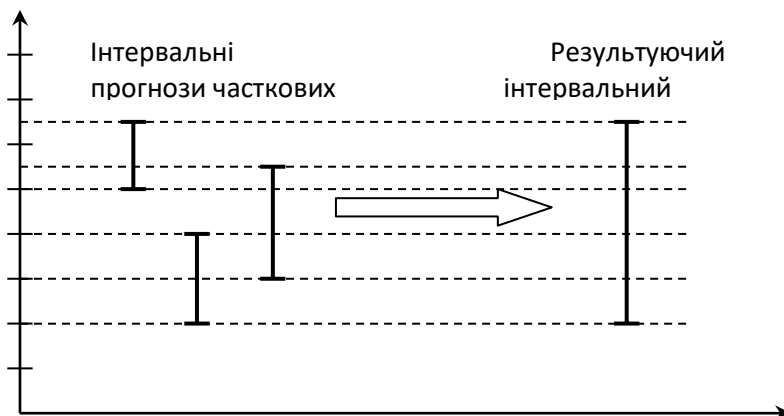 Інтервальні
прогнози часткових
Результуючий
інтервальний